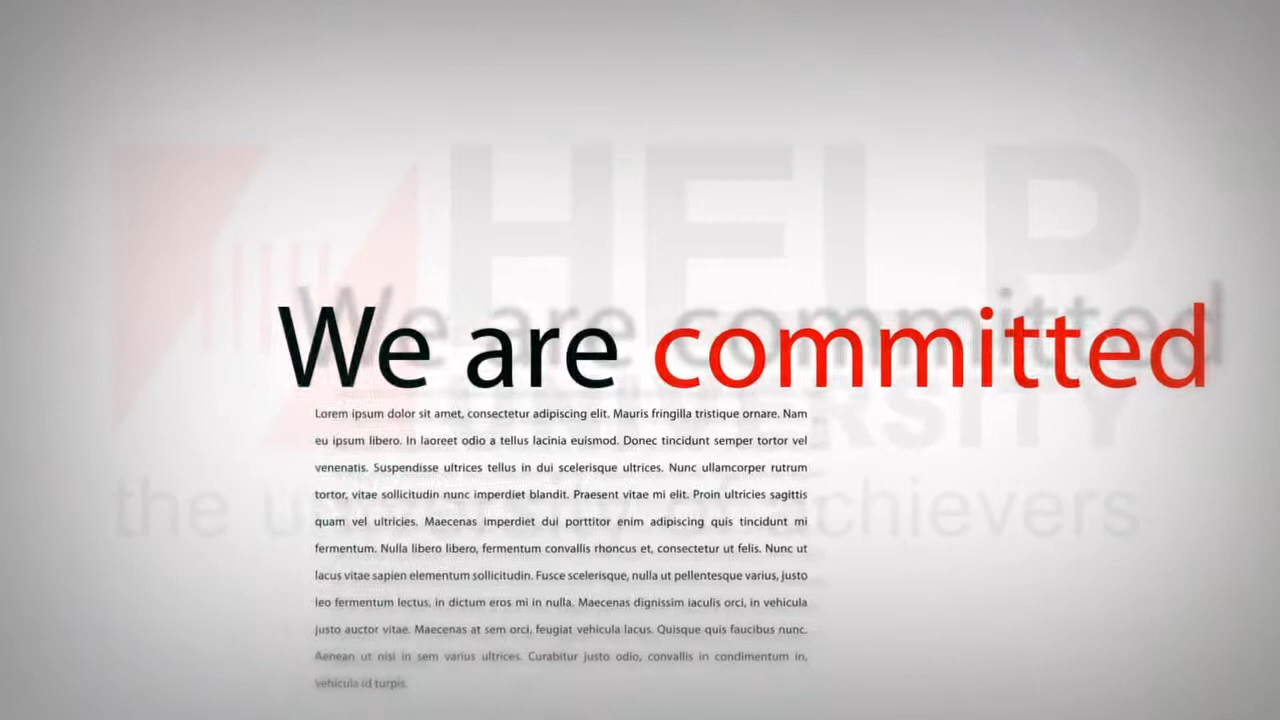 HELP
We are committed
UNIVERSITY
the university of achievers
Lorem ipsum dolor sit amet, consectetur adipiscing elit. Mauris fringilla tristique ornare. Nam
eu ipsum libero. In laoreet odio a tellus lacinia euismod. Donec tincidunt semper tortor vel
venenatis. Suspendisse ultrices tellus in dui scelerisque ultrices. Nunc ullamcorper rutrum
tortor, vitae sollicitudin nunc imperdiet blandit. Praesent vitae mi elit. Proin ultricies sagittis
quam vel ultricies. Maecenas imperdiet dui porttitor enim adipiscing quis tincidunt mi
fermentum. Nulla libero libero, fermentum convallis rhoncus et, consectetur ut felis. Nunc ut
lacus vitae sapien elementum sollicitudin. Fusce scelerisque, nulla ut pellentesque varius, justo
leo fermentum lectus, in dictum eros mi in nulla. Maecenas dignissim iaculis orci, in vehicula
justo auctor vitae. Maecenas at sem orci, feugiat vehicula lacus. Quisque quis faucibus nunc.
Aenean ut nisi in sem varius ultrices. Curabitur justo odio, convallis in condimentum in,
vehicula id turpis.